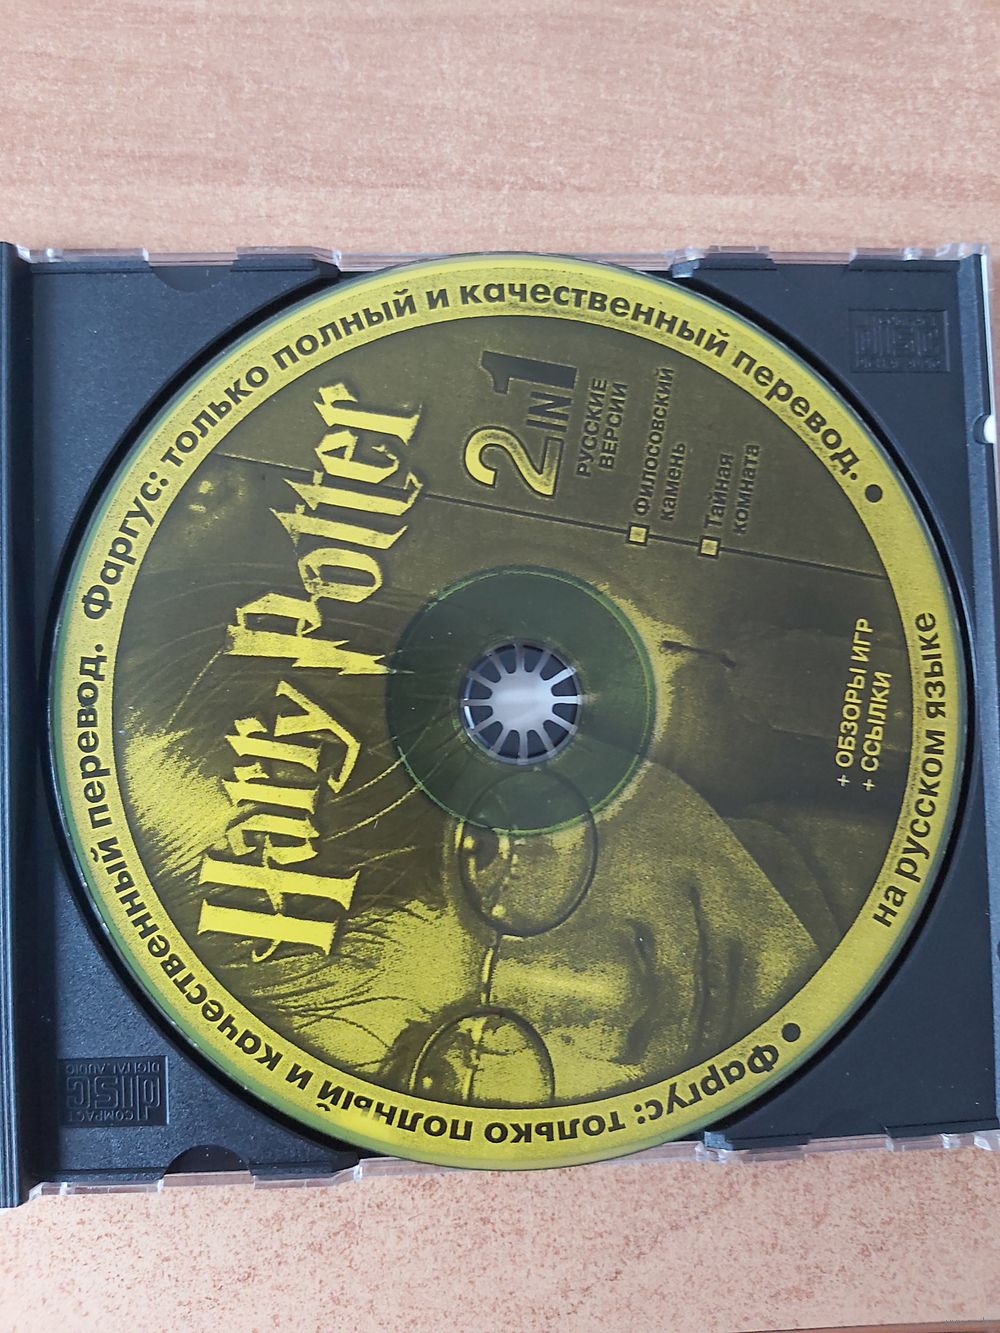 Фаргус: только полный и качественный перевод.
на русском языке
Фаргус: только полный и качественный перевод.
Harry Potter
2 IN 1
РУССКИЕ
ВЕРСИИ
Философский
камень
Тайная
комната
+ ОБЗОРЫ ИГР
+ ССЫЛКИ
COMPACT
disc
DIGITAL AUDIO